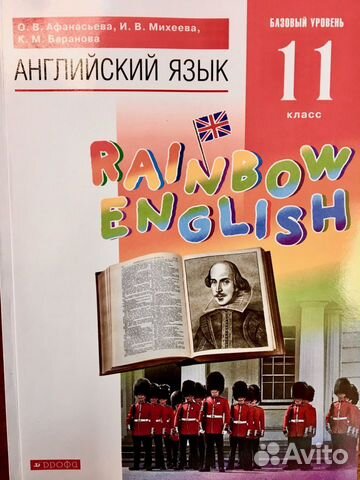 О. В. Афанасьева, И. В. Михеева,
К. М. Баранова
БАЗОВЫЙ УРОВЕНЬ
АНГЛИЙСКИЙ ЯЗЫК
11
класс
RAINBOW
ENGLISH
дрофа
Avito